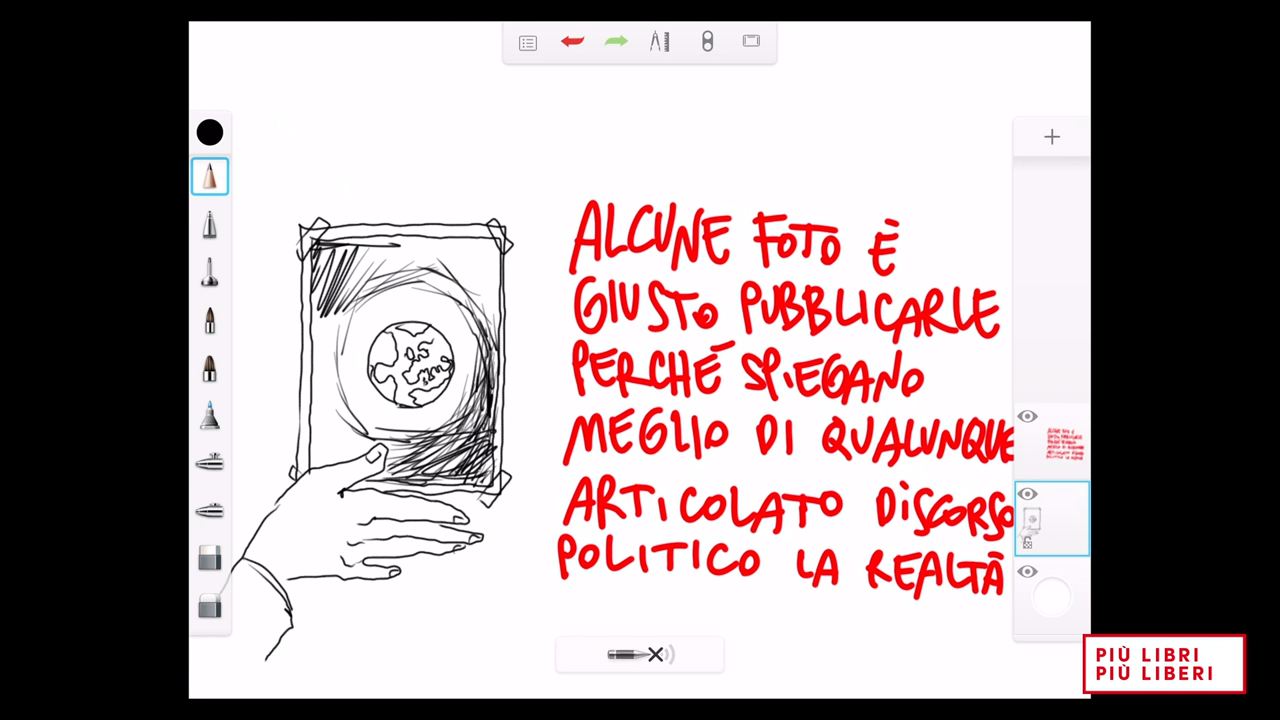 ALCUNE FOTO È
GIUSTO PUBBLICARLE
PERCHÉ SPIEGANO
MEGLIO DI QUALUNQUE
ARTICOLATO DISCORSO
POLITICO LA REALTÀ
PIÙ LIBRI
PIÙ LIBERI